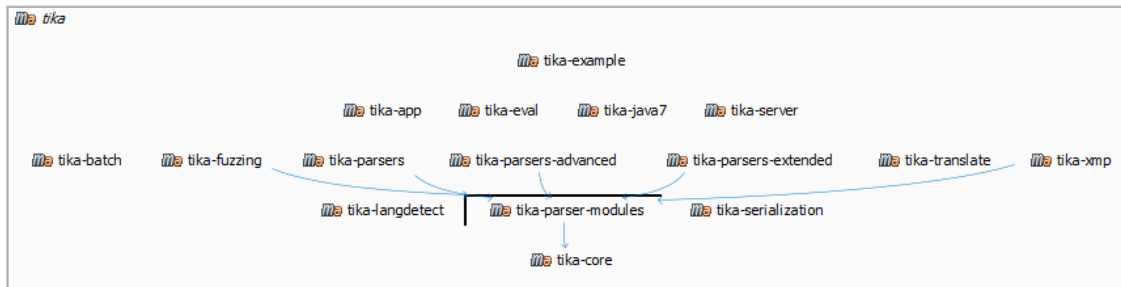 tika
tika-example
tika-app tika-eval tika-java7 tika-server
tika-batch tika-fuzzing tika-parsers tika-parsers-advanced tika-parsers-extended tika-translate tika-xmp
tika-langdetect tika-parser-modules tika-serialization
tika-core